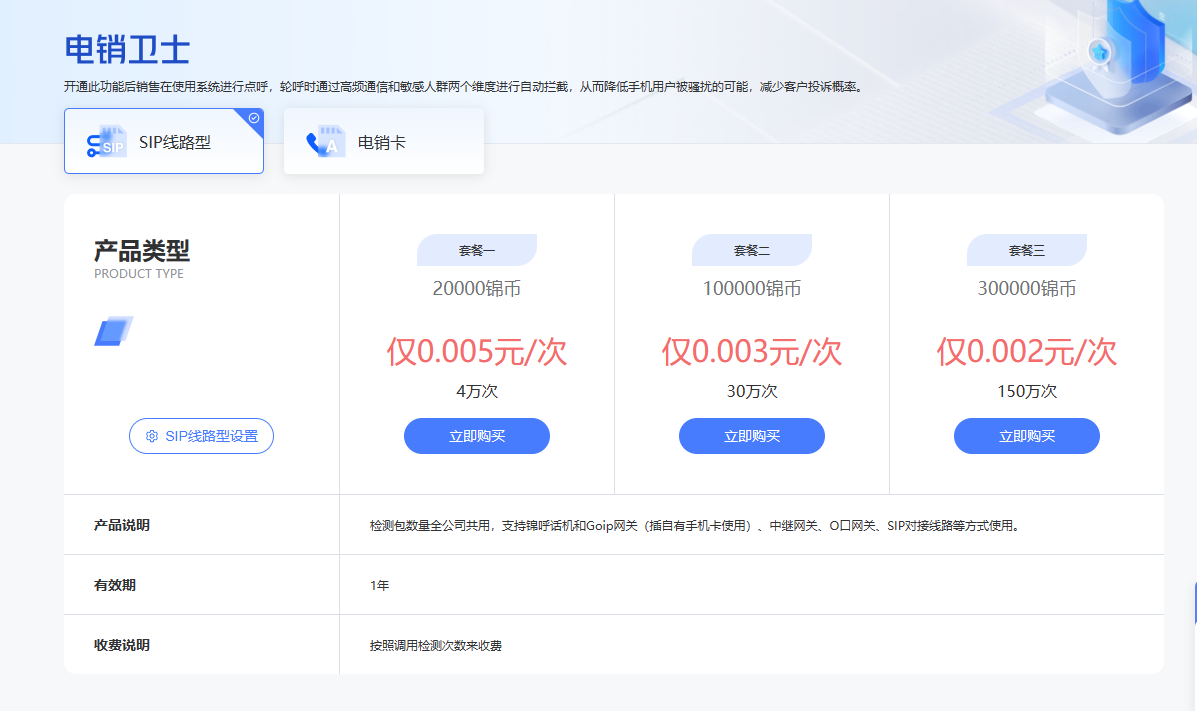 电销卫士
开通此功能后销售在使用系统进行点呼，轮呼时通过高频通信和敏感人群两个维度进行自动拦截，从而降低手机用户被骚扰的可能，减少客户投诉概率。
SIP SIP线路型
A 电销卡
产品类型
PRODUCT TYPE
SIP线路型设置
套餐一
20000锦币
仅0.005元/次
4万次
立即购买
套餐二
100000锦币
仅0.003元/次
30万次
立即购买
套餐三
300000锦币
仅0.002元/次
150万次
立即购买
产品说明
检测包数量全公司共用，支持锦呼话机和Goip网关（插自有手机卡使用）、中继网关、O口网关、SIP对接线路等方式使用。
有效期
1年
收费说明
按照调用检测次数来收费